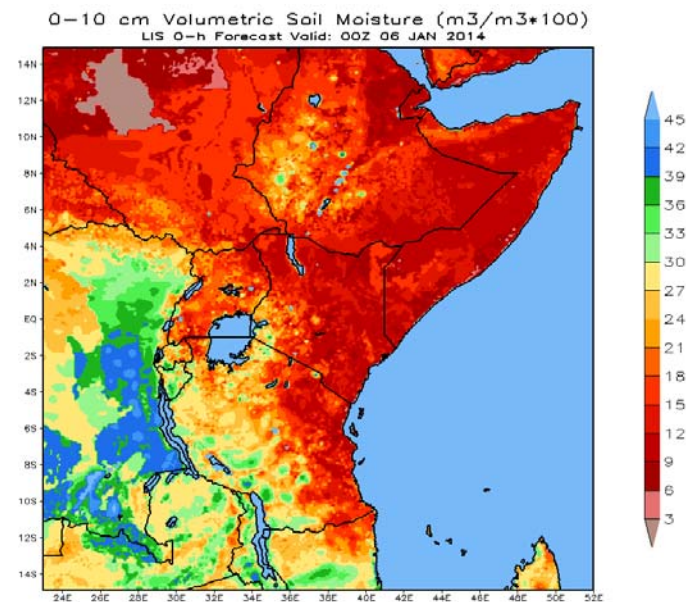 0-10 cm Volumetric Soil Moisture (m3/m3*100)
LIS 0-h Forecast Valid: 00Z 06 JAN 2014
14N
12N
10N
8N
6N
4N
2N
EQ
2S
4S
6S
8S
10S
12S
14S
24E 26E 28E 30E 32E 34E 36E 38E 40E 42E 44E 46E 48E 50E 52E
45
42
39
36
33
30
27
24
21
18
15
12
9
6
3